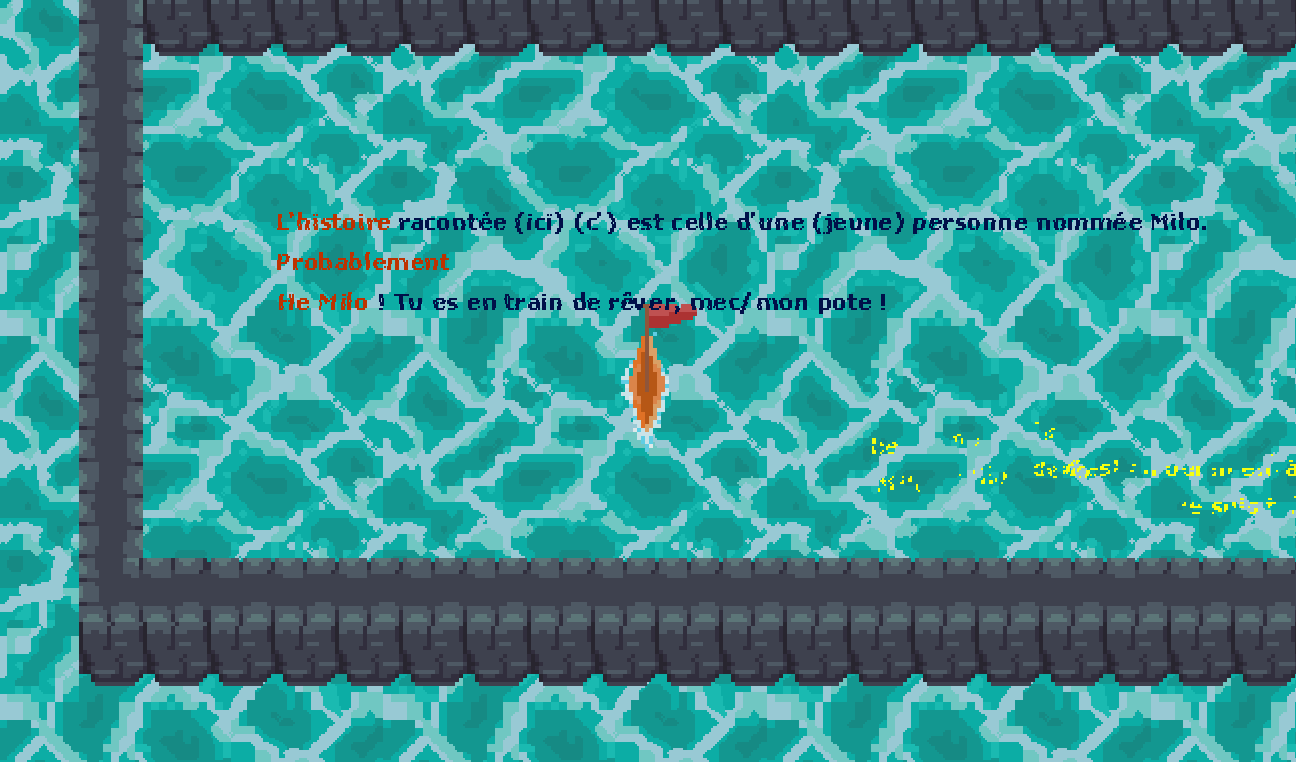 L'histoire racontée (ici) (c') est celle d'une (jeune) personne nommée Milo.
Probablement
He Milo ! Tu es en train de rêver, mec/mon pote !